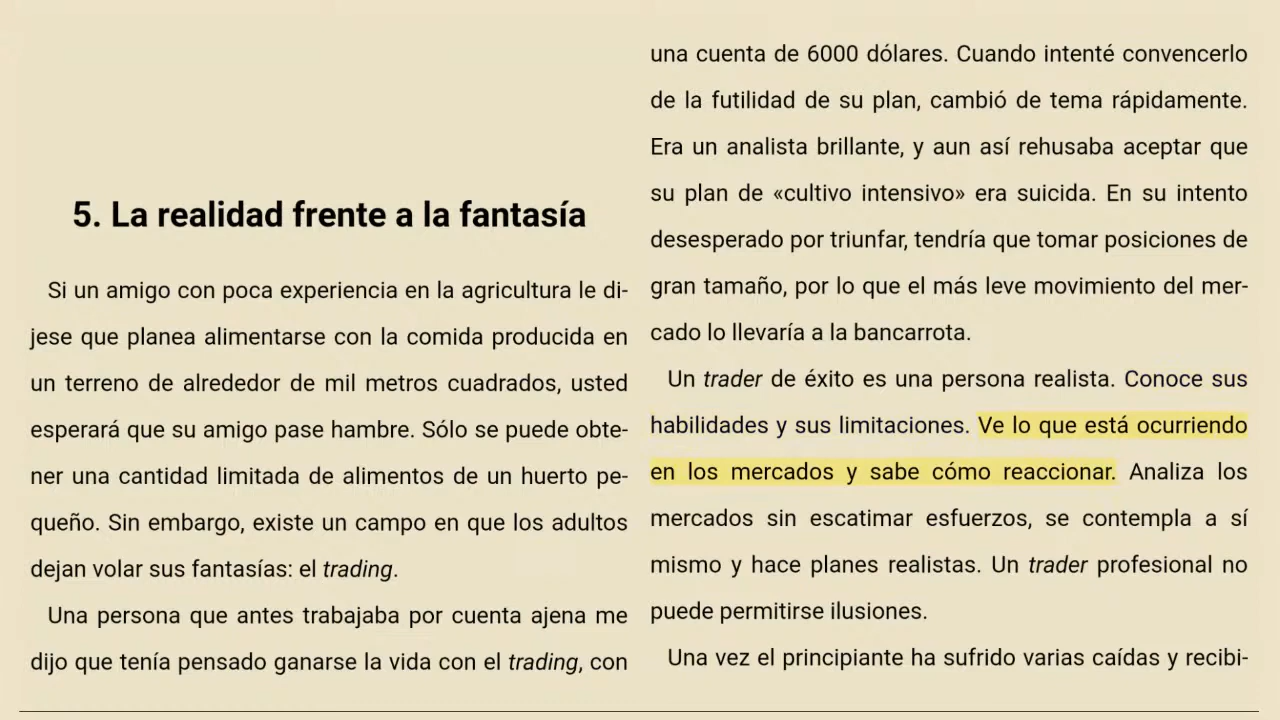 5. La realidad frente a la fantasía
Si un amigo con poca experiencia en la agricultura le di-
jese que planea alimentarse con la comida producida en
un terreno de alrededor de mil metros cuadrados, usted
esperará que su amigo pase hambre. Sólo se puede obte-
ner una cantidad limitada de alimentos de un huerto pe-
queño. Sin embargo, existe un campo en que los adultos
dejan volar sus fantasías: el trading.
Una persona que antes trabajaba por cuenta ajena me
dijo que tenía pensado ganarse la vida con el trading, con
una cuenta de 6000 dólares. Cuando intenté convencerlo
de la futilidad de su plan, cambió de tema rápidamente.
Era un analista brillante, y aun así rehusaba aceptar que
su plan de «cultivo intensivo» era suicida. En su intento
desesperado por triunfar, tendría que tomar posiciones de
gran tamaño, por lo que el más leve movimiento del mer-
cado lo llevaría a la bancarrota.
Un trader de éxito es una persona realista. Conoce sus
habilidades y sus limitaciones. Ve lo que está ocurriendo
en los mercados y sabe cómo reaccionar. Analiza los
mercados sin escatimar esfuerzos, se contempla a sí
mismo y hace planes realistas. Un trader profesional no
puede permitirse ilusiones.
Una vez el principiante ha sufrido varias caídas y recibi-